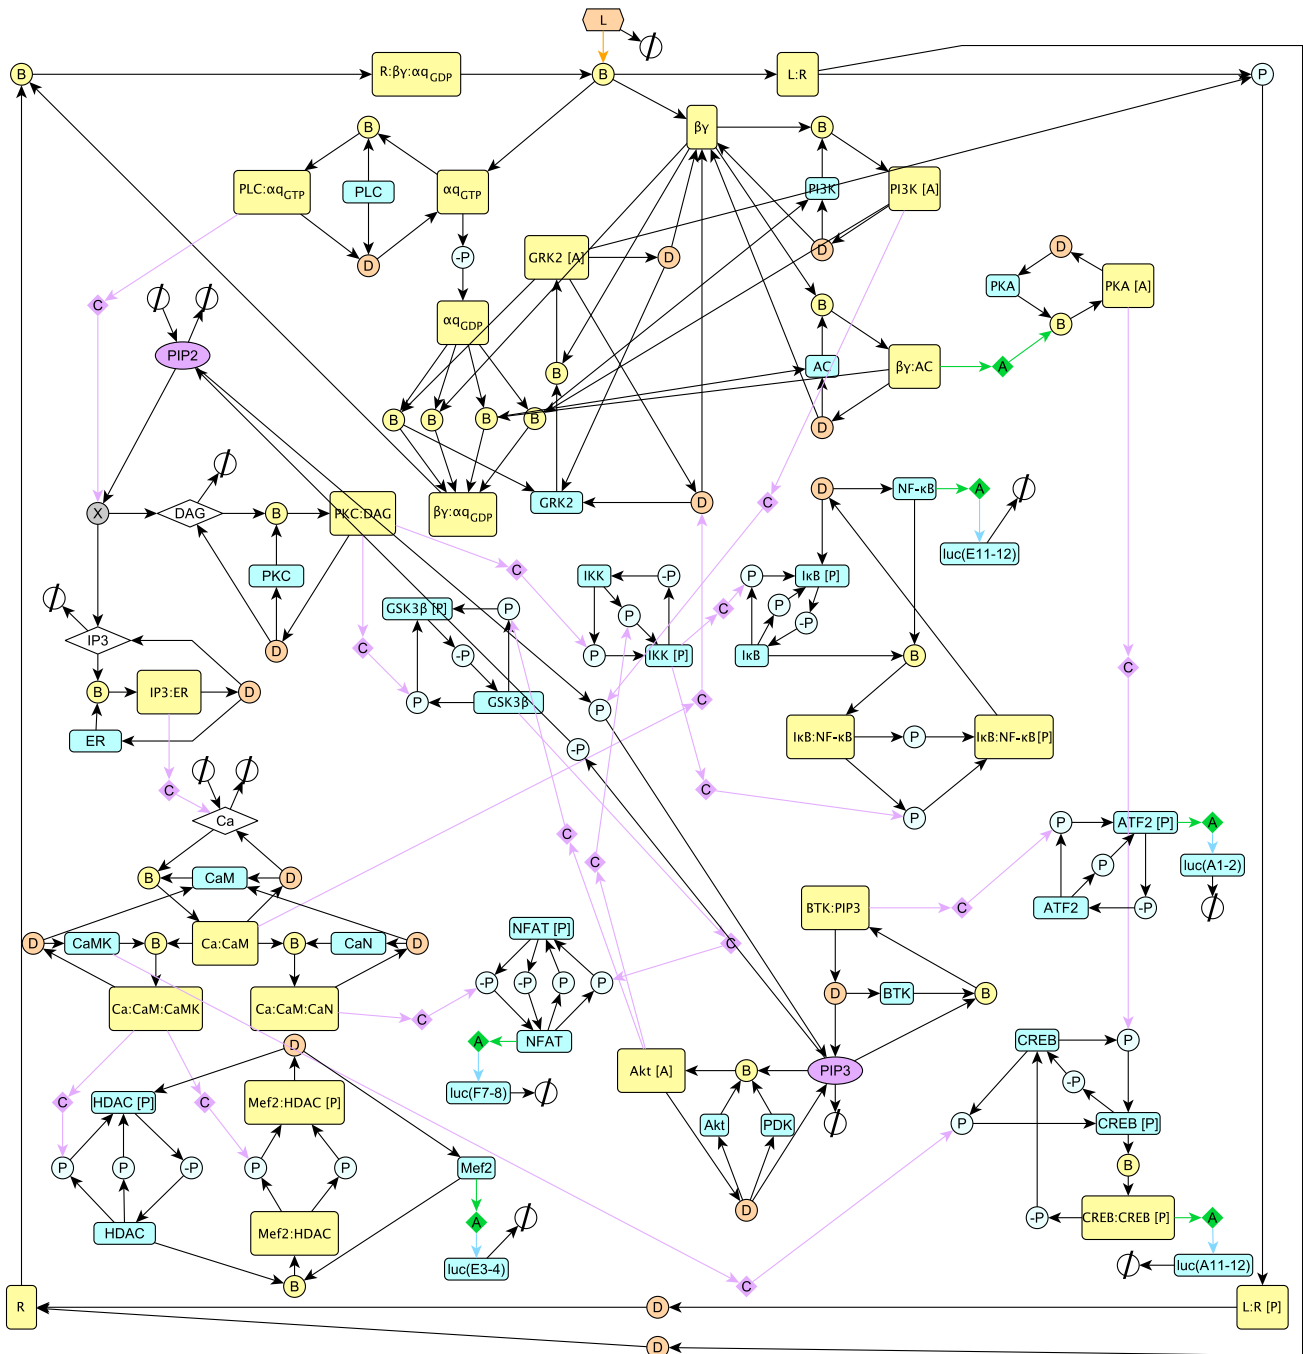 L
B
R:βγ:αqGDP
B
L:R
P
βγ
B
B
PLC:αqGTP
PLC
αqGTP
PI3K
PI3K [A]
D
-P
GRK2 [A]
D
D
D
PKA
PKA [A]
C
αqGDP
B
B
PIP2
B
AC
βγ:AC
A
B
B
B
B
D
X
DAG
B
PKC:DAG
βγ:αqGDP
GRK2
D
C
D
NF-κB
A
luc(E11-12)
PKC
C
IKK
-P
P
IκB [P]
GSK3β [P]
P
P
C
P
-P
IP3
D
C
-P
P
IKK [P]
IκB
B
C
B
IP3:ER
D
P
GSK3β
C
P
ER
-P
IκB:NF-κB
P
IκB:NF-κB[P]
C
C
Ca
P
C
C
P
ATF2 [P]
A
P
luc(A1-2)
B
CaM
D
BTK:PIP3
C
ATF2
-P
D
CaMK
B
Ca:CaM
B
CaN
D
NFAT [P]
C
-P
-P
P
P
D
BTK
B
Ca:CaM:CaMK
Ca:CaM:CaN
C
A
NFAT
CREB
P
D
Akt [A]
B
PIP3
-P
C
HDAC [P]
C
Mef2:HDAC [P]
luc(F7-8)
Akt
PDK
P
CREB [P]
P
P
-P
P
P
Mef2
B
D
HDAC
Mef2:HDAC
A
-P
CREB:CREB [P]
A
luc(E3-4)
luc(A11-12)
B
C
R
D
L:R [P]
D